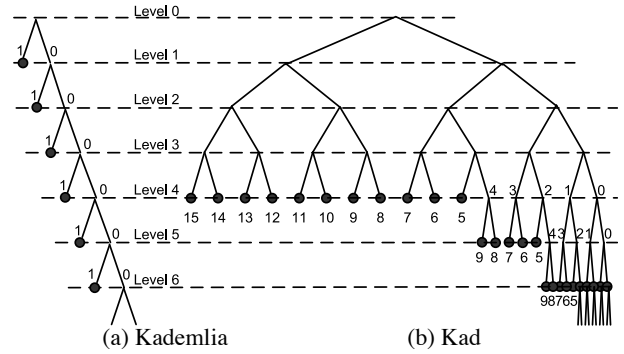 Level 0
1 0 Level 1
1 0 Level 2
1 0 Level 3
1 0 Level 4 4 3 2 1 0
15 14 13 12 11 10 9 8 7 6 5
1 0 Level 5 4 3 2 1 0
9 8 7 6 5
1 0 Level 6
9 8 7 6 5
(a) Kademlia (b) Kad